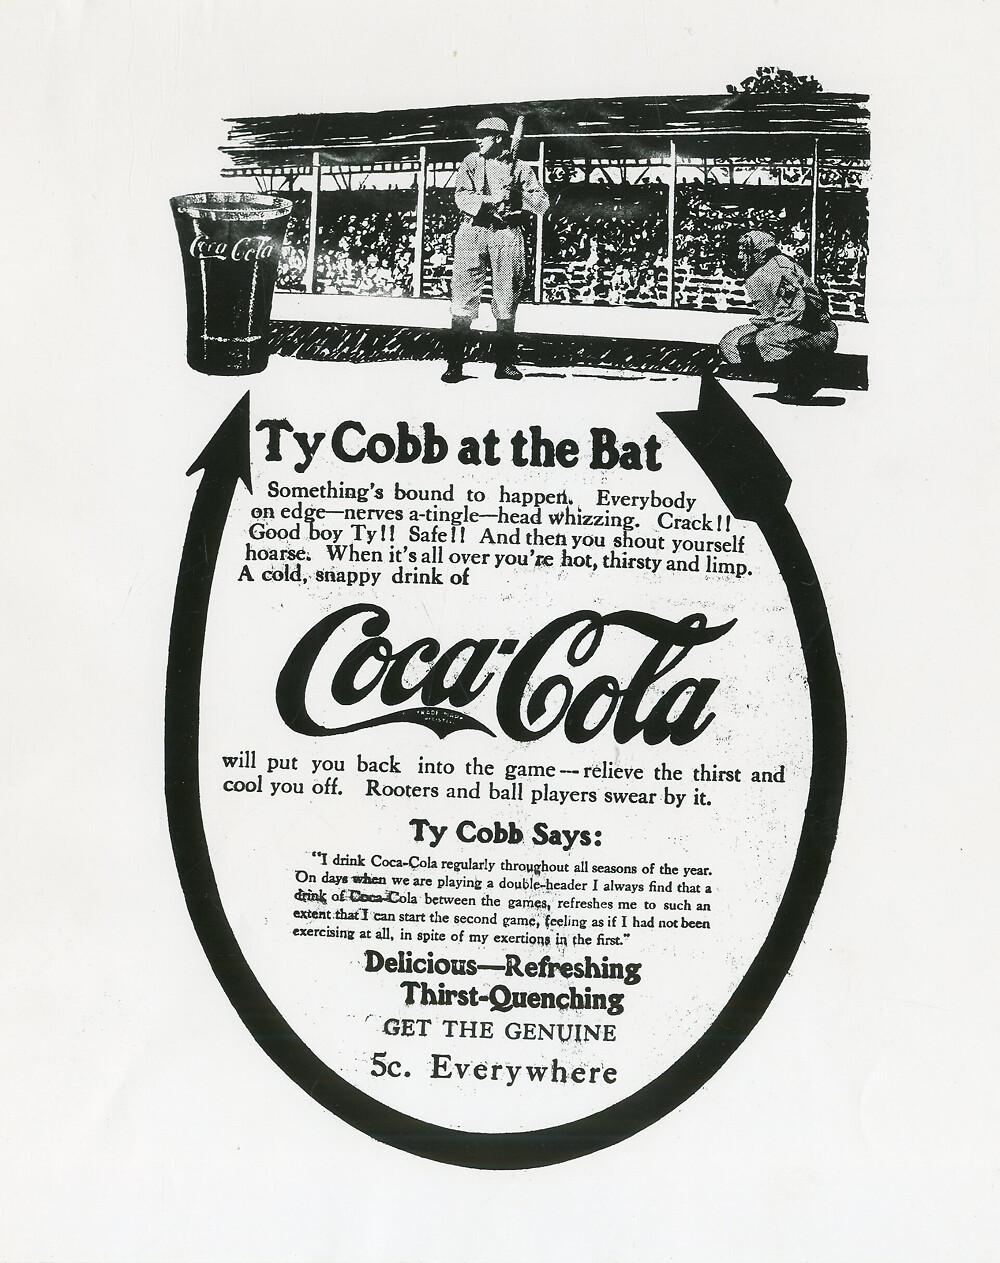 Coca Cola
Ty Cobb at the Bat
Something's bound to happen. Everybody
on edge—nerves a-tingle—head whizzing. Crack!!
Good boy Ty!! Safe!! And then you shout yourself
hoarse. When it's all over you're hot, thirsty and limp.
A cold, snappy drink of
Coca-Cola
TRADE MARK
will put you back into the game—relieve the thirst and
cool you off. Rooters and ball players swear by it.
Ty Cobb Says:
"I drink Coca-Cola regularly throughout all seasons of the year.
On days when we are playing a double-header I always find that a
drink of Coca-Cola between the games, refreshes me to such an
extent that I can start the second game, feeling as if I had not been
exercising at all, in spite of my exertions in the first."
Delicious—Refreshing
Thirst-Quenching
GET THE GENUINE
5c. Everywhere